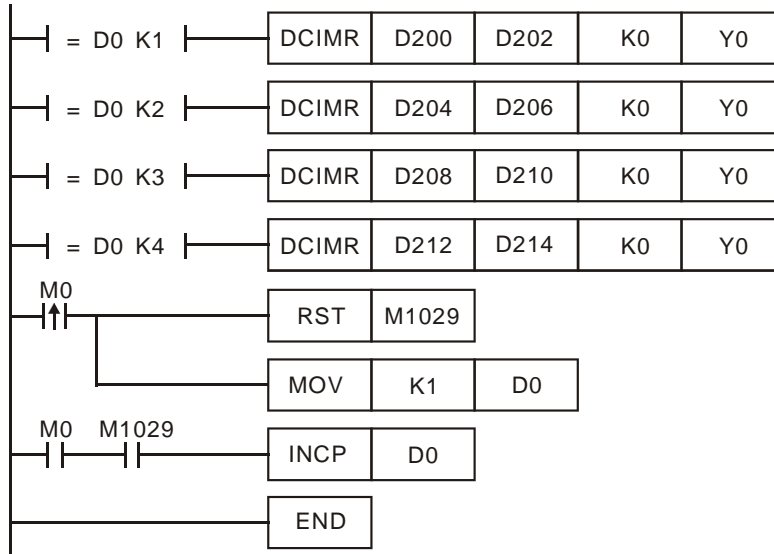 = D0 K1 DCIMR D200 D202 K0 Y0
= D0 K2 DCIMR D204 D206 K0 Y0
= D0 K3 DCIMR D208 D210 K0 Y0
= D0 K4 DCIMR D212 D214 K0 Y0
M0
RST M1029
MOV K1 D0
M0 M1029
INCP D0
END